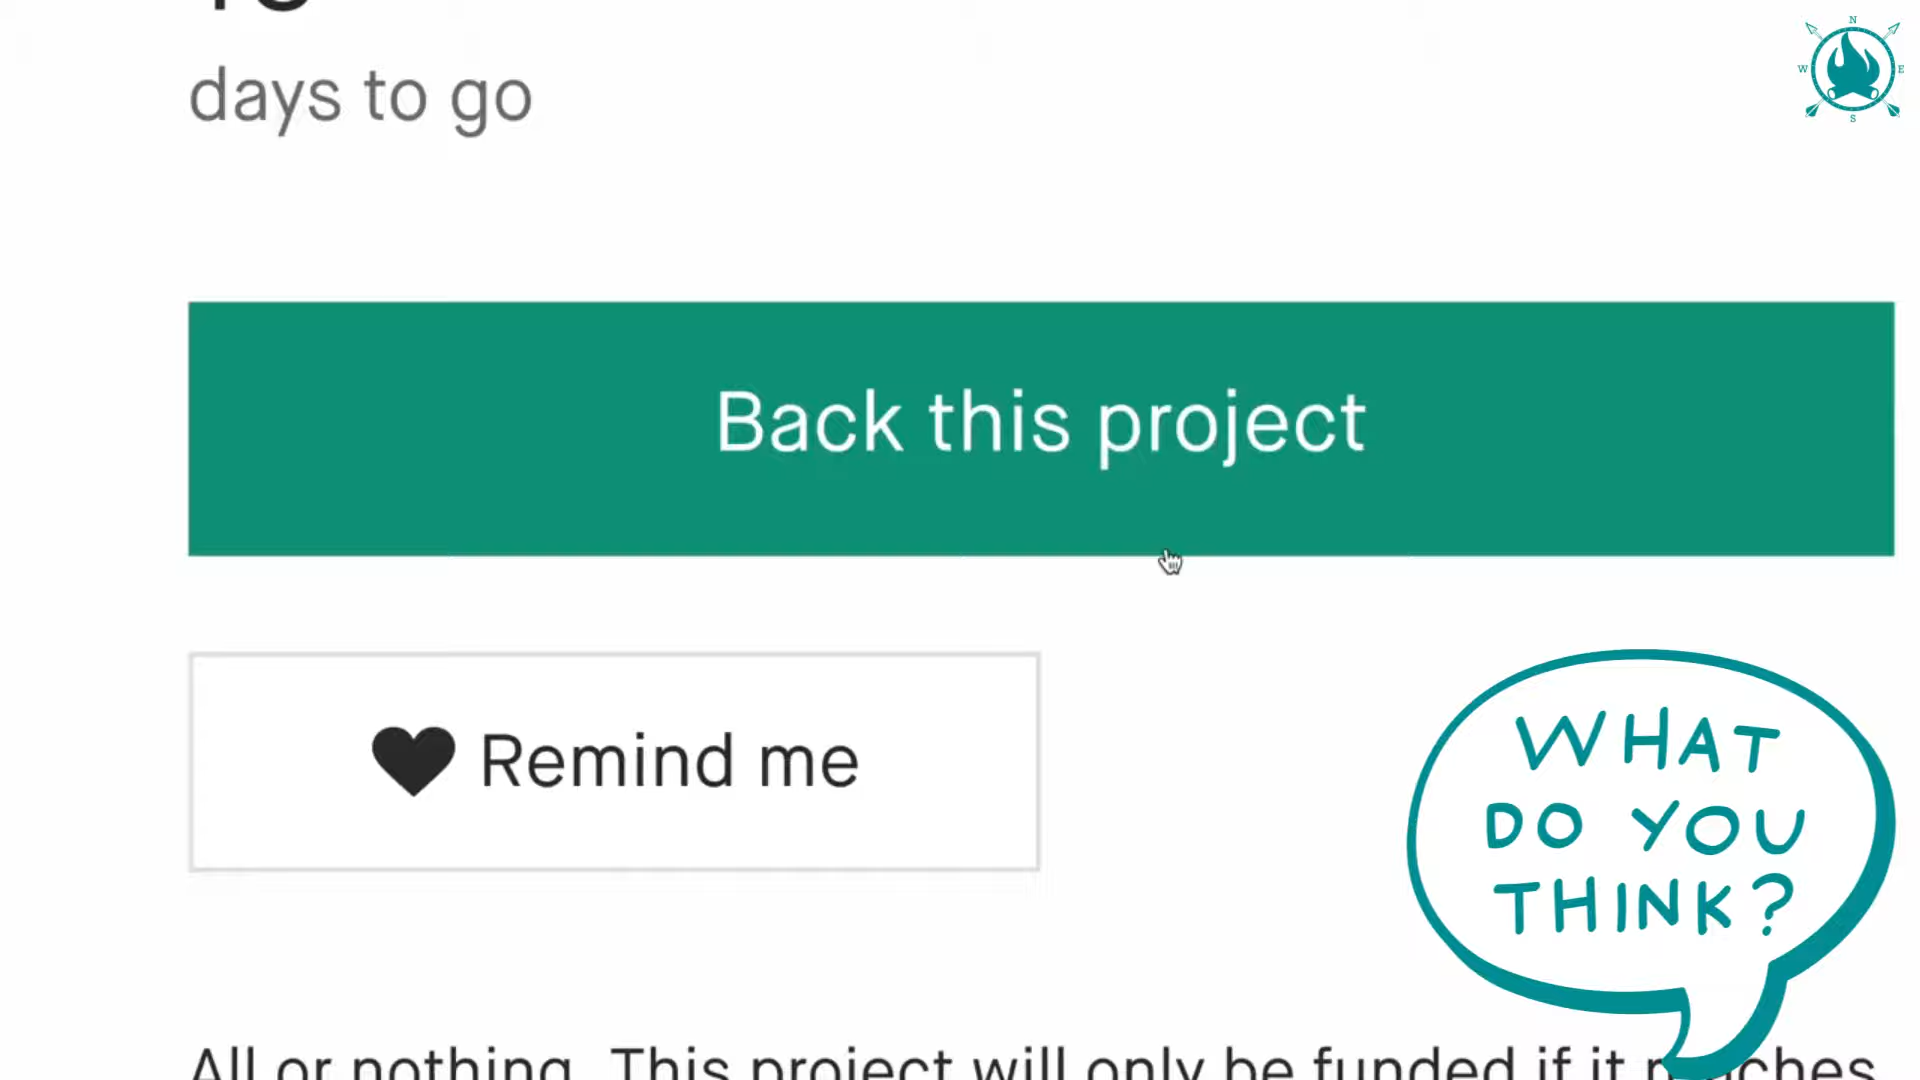 N
W E
S
days to go
Back this project
Remind me
WHAT
DO YOU
THINK?
All or nothing. This project will only be funded if it